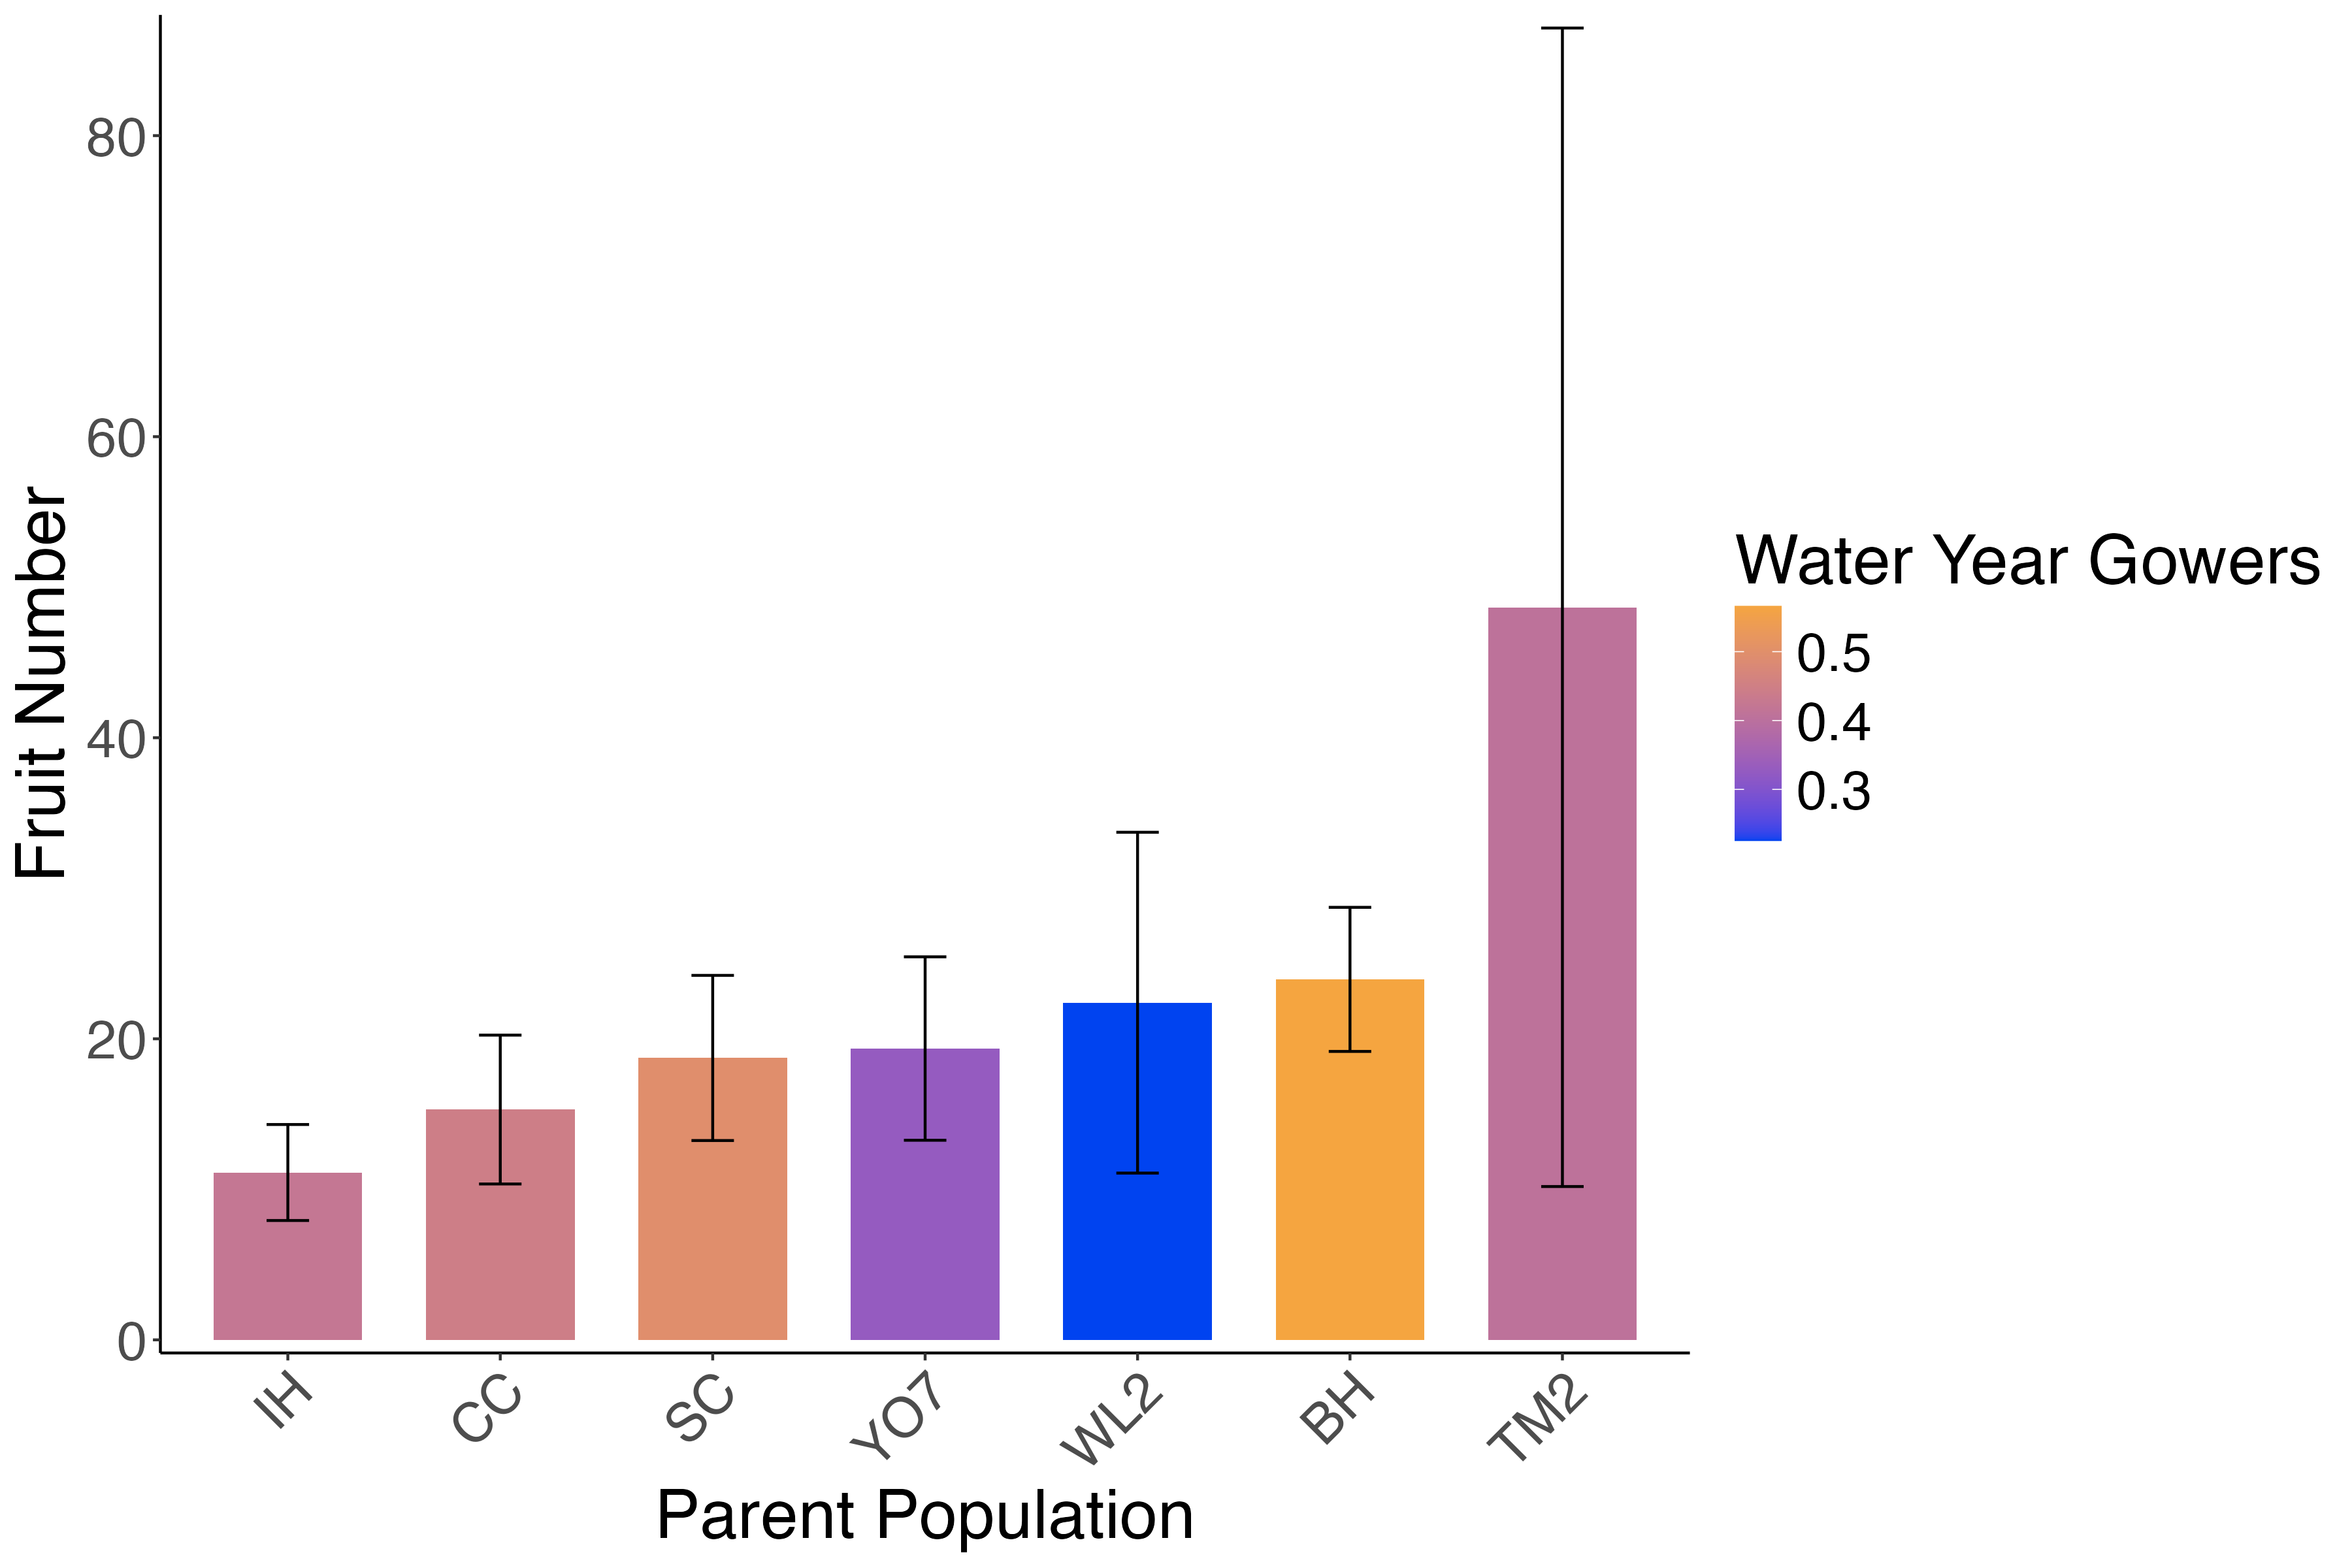 Fruit Number
80
60
40
20
0
IH
CC
SC
YO7
WL2
BH
TM2
Parent Population
Water Year Gowers
0.5
0.4
0.3